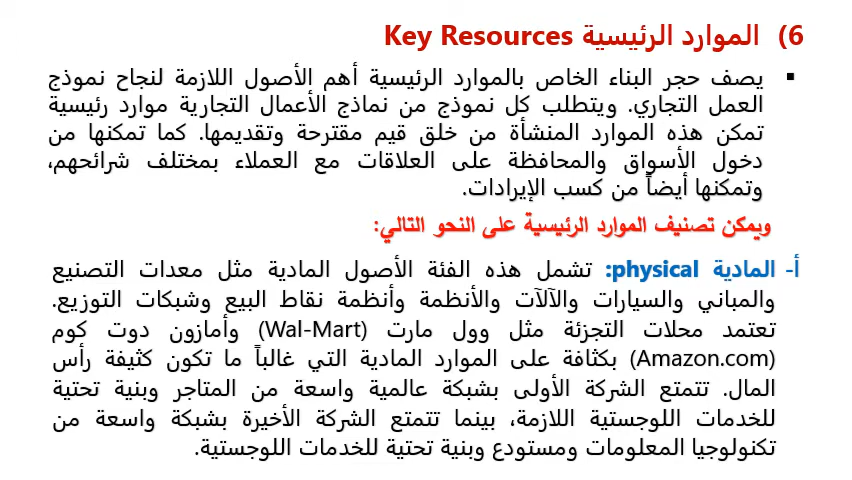 6) الموارد الرئيسية Key Resources
▪ يصف حجر البناء الخاص بالموارد الرئيسية أهم الأصول اللازمة لنجاح نموذج
العمل التجاري. ويتطلب كل نموذج من نماذج الأعمال التجارية موارد رئيسية
تمكن هذه الموارد المنشأة من خلق قيم مقترحة وتقديمها. كما تمكنها من
دخول الأسواق والمحافظة على العلاقات مع العملاء بمختلف شرائحهم،
وتمكنها أيضاً من كسب الإيرادات.
ويمكن تصنيف الموارد الرئيسية على النحو التالي:
أ- المادية physical: تشمل هذه الفئة الأصول المادية مثل معدات التصنيع
والمباني والسيارات والآلآت والأنظمة وأنظمة نقاط البيع وشبكات التوزيع.
تعتمد محلات التجزئة مثل وول مارت (Wal-Mart) وأمازون دوت كوم
(Amazon.com) بكثافة على الموارد المادية التي غالباً ما تكون كثيفة رأس
المال. تتمتع الشركة الأولى بشبكة عالمية واسعة من المتاجر وبنية تحتية
للخدمات اللوجستية اللازمة، بينما تتمتع الشركة الأخيرة بشبكة واسعة من
تكنولوجيا المعلومات ومستودع وبنية تحتية للخدمات اللوجستية.